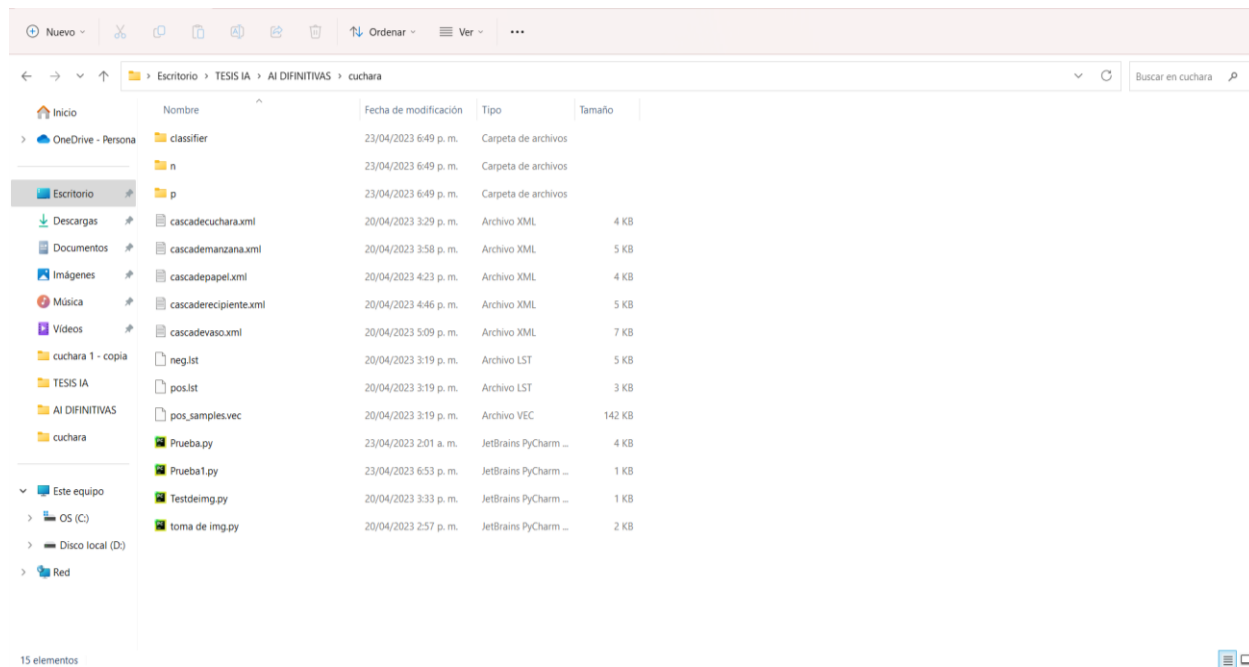 Nuevo Ordenar Ver ...
Escritorio > TESIS IA > AI DIFINITIVAS > cuchara Buscar en cuchara
Inicio
OneDrive - Persona
Escritorio
Descargas
Documentos
Imágenes
Música
Vídeos
cuchara 1 - copia
TESIS IA
AI DIFINITIVAS
cuchara
Este equipo
OS (C:)
Disco local (D:)
Red
Nombre Fecha de modificación Tipo Tamaño
classifier 23/04/2023 6:49 p. m. Carpeta de archivos
n 23/04/2023 6:49 p. m. Carpeta de archivos
p 23/04/2023 6:49 p. m. Carpeta de archivos
cascadecuchara.xml 20/04/2023 3:29 p. m. Archivo XML 4 KB
cascademanzana.xml 20/04/2023 3:58 p. m. Archivo XML 5 KB
cascadepapel.xml 20/04/2023 4:23 p. m. Archivo XML 4 KB
cascaderecipiente.xml 20/04/2023 4:46 p. m. Archivo XML 5 KB
cascadevaso.xml 20/04/2023 5:09 p. m. Archivo XML 7 KB
neg.lst 20/04/2023 3:19 p. m. Archivo LST 5 KB
pos.lst 20/04/2023 3:19 p. m. Archivo LST 3 KB
pos_samples.vec 20/04/2023 3:19 p. m. Archivo VEC 142 KB
Prueba.py 23/04/2023 2:01 a. m. JetBrains PyCharm ... 4 KB
Prueba1.py 23/04/2023 6:53 p. m. JetBrains PyCharm ... 1 KB
Testdeimg.py 20/04/2023 3:33 p. m. JetBrains PyCharm ... 1 KB
toma de img.py 20/04/2023 2:57 p. m. JetBrains PyCharm ... 2 KB
15 elementos